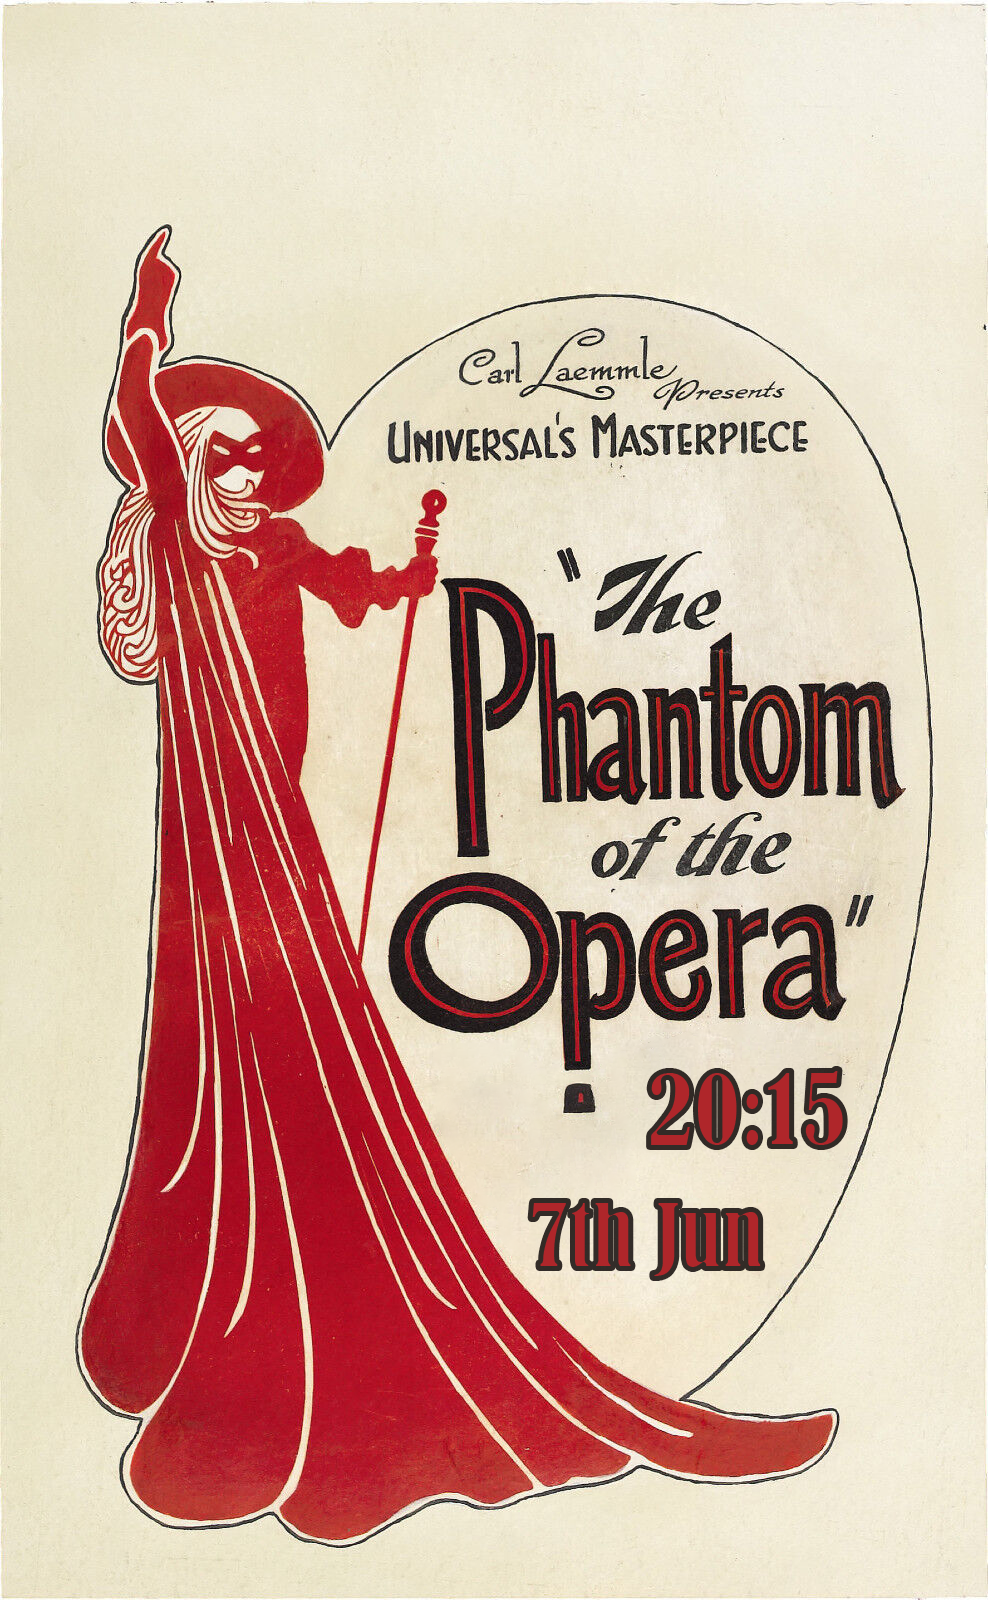 Carl Laemmle
Presents
UNIVERSAL'S MASTERPIECE
"The
Phantom
of the
Opera"
20:15
7th Jun